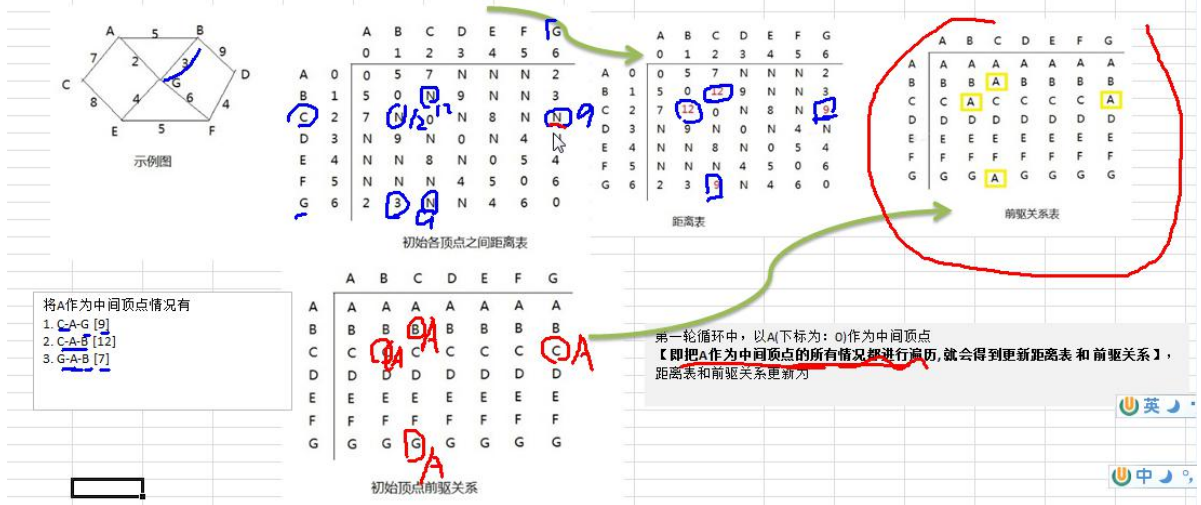 A 5 B
7 2 3 9
C G D
8 4 6 4
E 5 F
示例图
A B C D E F G
0 1 2 3 4 5 6
A 0 0 5 7 N N N 2
B 1 5 0 N 9 N N 3
12
C 2 7 N 0 N 8 N N 9
12
D 3 N 9 N 0 N 4 N
E 4 N N 8 N 0 5 4
F 5 N N N 4 5 0 6
G 6 2 3 N N 4 6 0
9
初始各顶点之间距离表
A B C D E F G
0 1 2 3 4 5 6
A 0 0 5 7 N N N 2
B 1 5 0 12 9 N N 3
C 2 7 12 0 N 8 N 9
D 3 N 9 N 0 N 4 N
E 4 N N 8 N 0 5 4
F 5 N N N 4 5 0 6
G 6 2 3 9 N 4 6 0
距离表
A B C D E F G
A A A A A A A A
B B B A B B B B
C C A C C C C A
D D D D D D D D
E E E E E E E E
F F F F F F F F
G G G A G G G G
前驱关系表
将A作为中间顶点情况有
1. C-A-G [9]
2. C-A-B [12]
3. G-A-B [7]
A B C D E F G
A A A A A A A A
B B B B B B B B
A
C C C C C C C C A
A
D D D D D D D D
E E E E E E E E
F F F F F F F F
G G G G G G G G
A
初始顶点前驱关系
第一轮循环中，以A(下标为：0)作为中间顶点
【即把A作为中间顶点的所有情况都进行遍历,就会得到更新距离表 和 前驱关系】，
距离表和前驱关系更新为
英
中